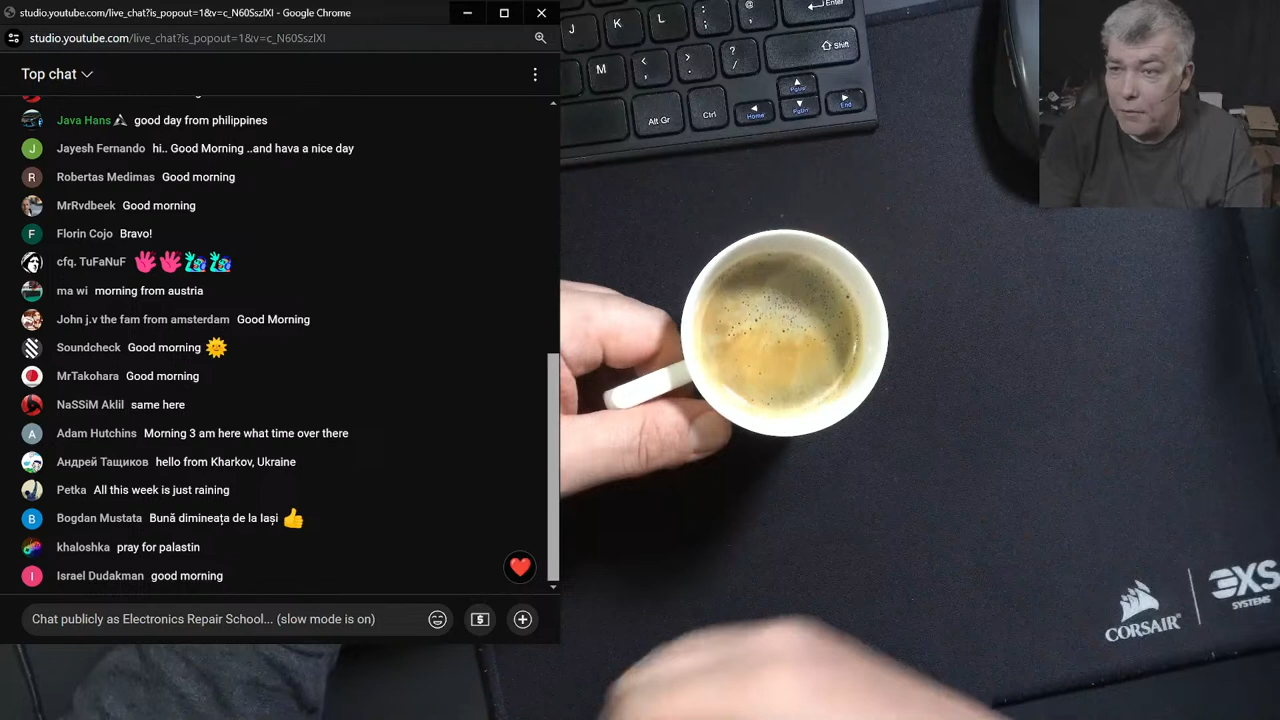 studio.youtube.com/live_chat?is_popout=1&v=c_N60SszlXI - Google Chrome
studio.youtube.com/live_chat?is_popout=1&v=c_N60SszlXI
Top chat
Java Hans good day from philippines
Jayesh Fernando hi.. Good Morning ..and hava a nice day
Robertas Medimas Good morning
MrRvdbeek Good morning
Florin Cojo Bravo!
cfq. TuFaNuF
ma wi morning from austria
John j.v the fam from amsterdam Good Morning
Soundcheck Good morning
MrTakohara Good morning
NaSSiM Aklil same here
Adam Hutchins Morning 3 am here what time over there
Андрей Тащиков hello from Kharkov, Ukraine
Petka All this week is just raining
Bogdan Mustata Bună dimineața de la Iași
khaloshka pray for palastin
Israel Dudakman good morning
Chat publicly as Electronics Repair School... (slow mode is on)
J K L Enter
M < , > . ? / Shift
Alt Gr Ctrl Home PgUp PgDn End
CORSAIR
EXS
SYSTEMS